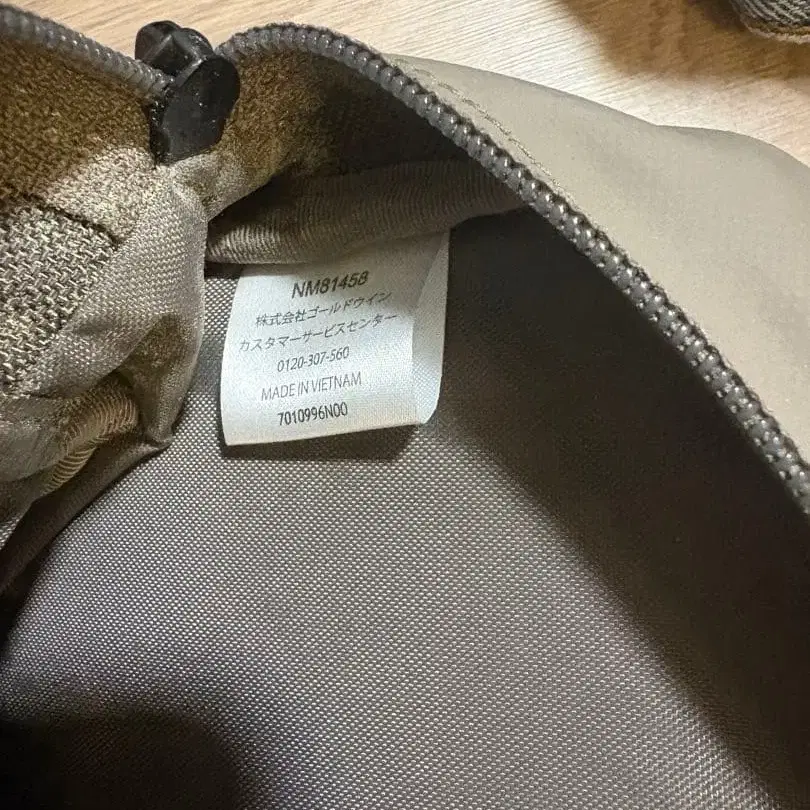 NM81458
株式会社ゴールドウイン
カスタマーサービスセンター
0120-307-560
MADE IN VIETNAM
7010996N00